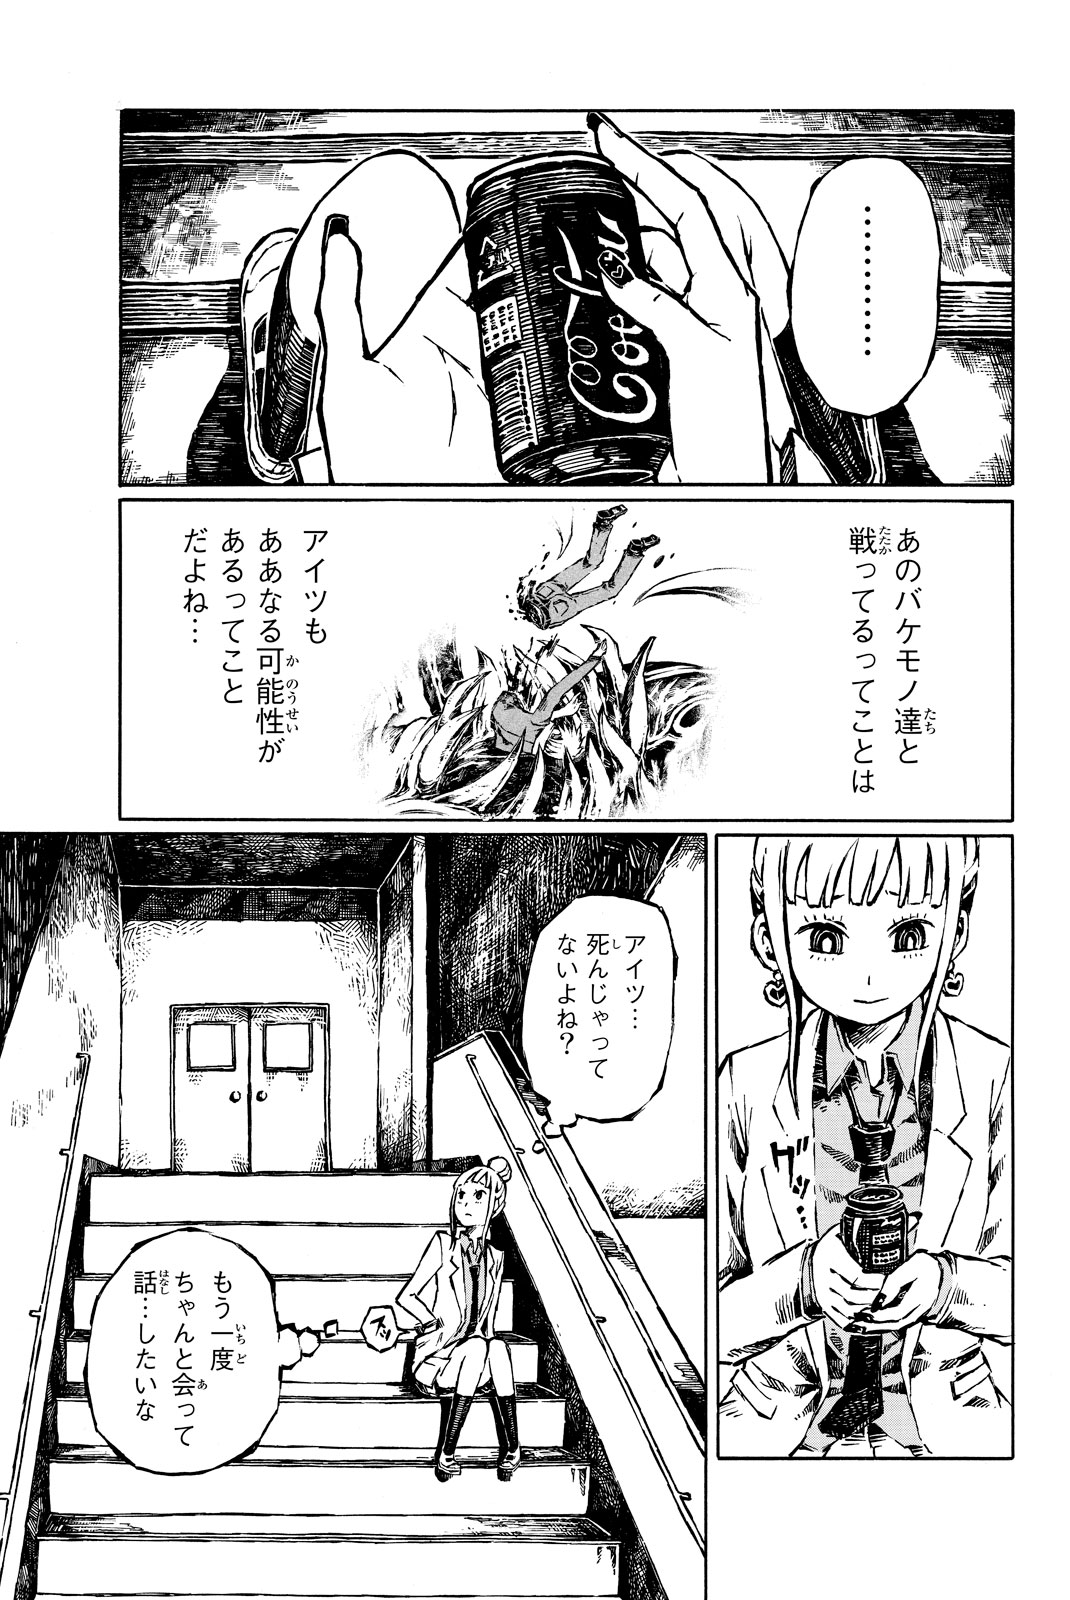 ………
あのバケモノ達と
戦ってるってことは
アイツも
ああなる可能性が
あるってこと
だよね…
アイツ…
死んじゃって
ないよね？
もう一度
ちゃんと会って
話…したいな